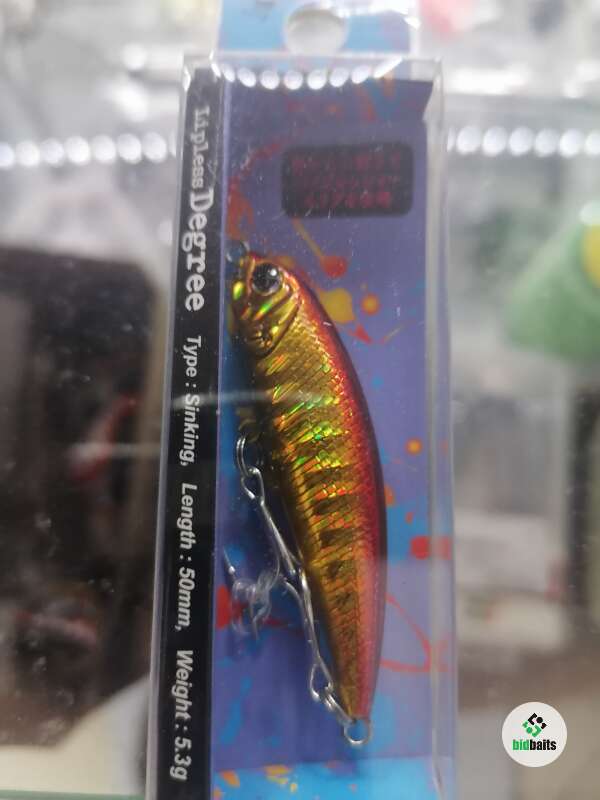 Lipless Degree Type : Sinking, Length : 50mm, Weight : 5.3g
bidbaits